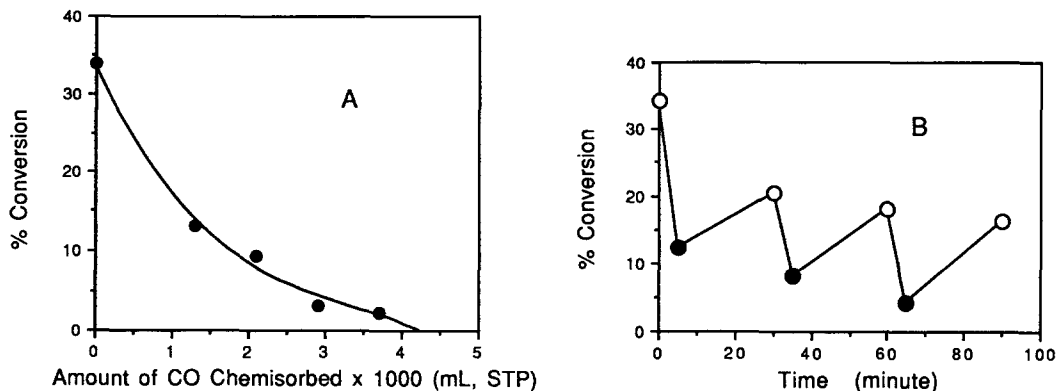 40
30
20
10
0
% Conversion
A
0 1 2 3 4 5
Amount of CO Chemisorbed x 1000 (mL, STP)
40
30
20
10
0
% Conversion
B
0 20 40 60 80 100
Time (minute)